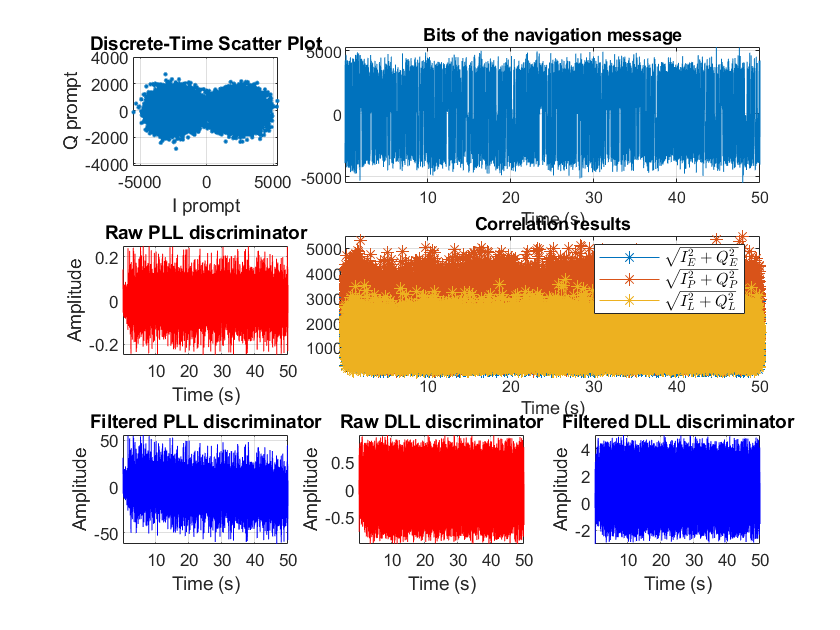 Discrete-Time Scatter Plot
4000
2000
0
-2000
-4000
Q prompt
-5000 0 5000
I prompt
Bits of the navigation message
5000
0
-5000
10 20 30 40 50
Time (s)
Raw PLL discriminator
0.2
0
-0.2
Amplitude
10 20 30 40 50
Time (s)
Correlation results
5000
4000
3000
2000
1000
√I_E^2 + Q_E^2
√I_P^2 + Q_P^2
√I_L^2 + Q_L^2
10 20 30 40 50
Time (s)
Filtered PLL discriminator
50
0
-50
Amplitude
10 20 30 40 50
Time (s)
Raw DLL discriminator
0.5
0
-0.5
Amplitude
10 20 30 40 50
Time (s)
Filtered DLL discriminator
4
2
0
-2
Amplitude
10 20 30 40 50
Time (s)